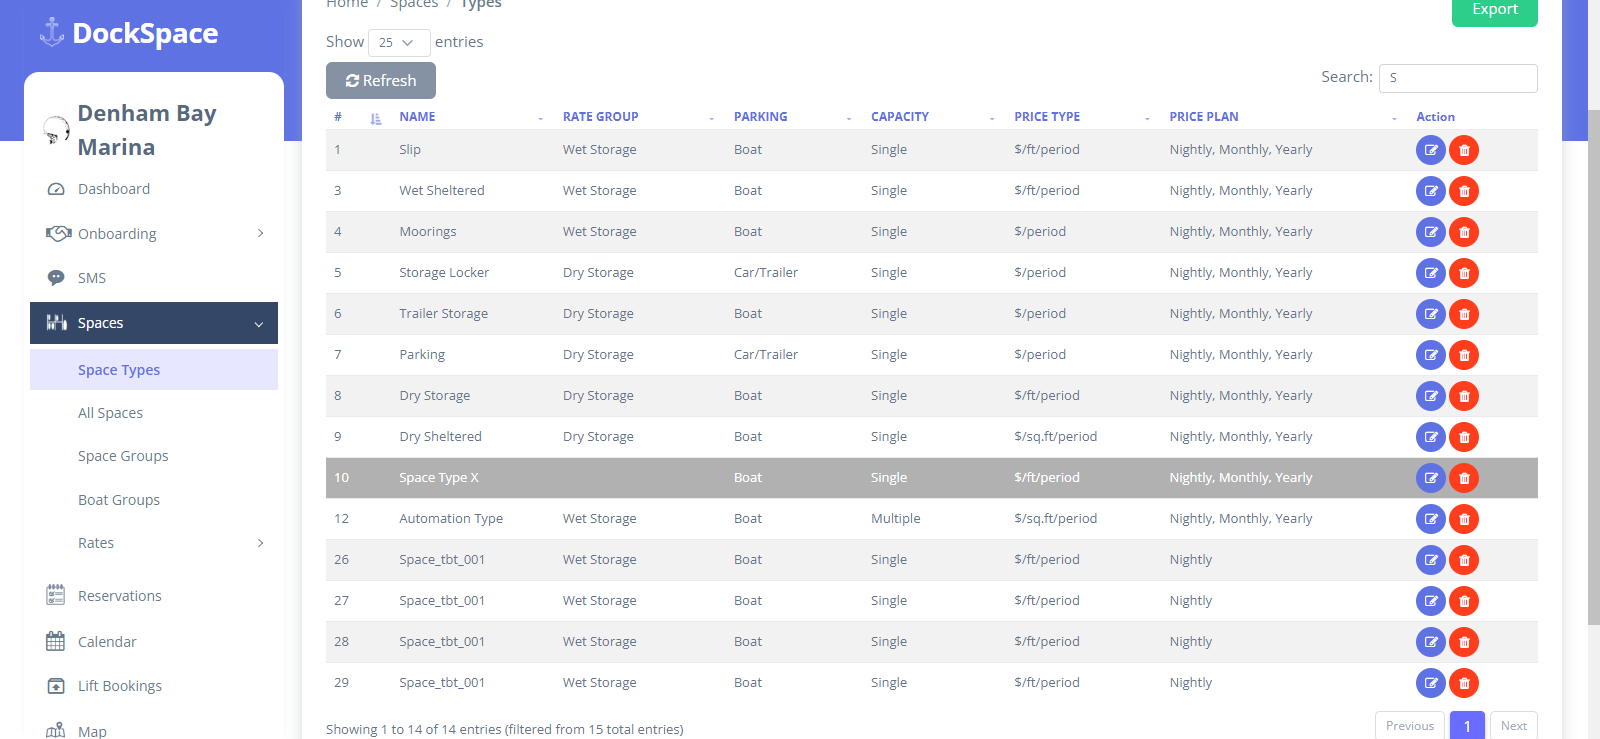 DockSpace
Denham Bay
Marina
Dashboard
Onboarding
SMS
Spaces
Space Types
All Spaces
Space Groups
Boat Groups
Rates
Reservations
Calendar
Lift Bookings
Map
Home / Spaces / Types
Export
Show 25 entries
Refresh
Search: S
# NAME RATE GROUP PARKING CAPACITY PRICE TYPE PRICE PLAN Action
1 Slip Wet Storage Boat Single $/ft/period Nightly, Monthly, Yearly
3 Wet Sheltered Wet Storage Boat Single $/ft/period Nightly, Monthly, Yearly
4 Moorings Wet Storage Boat Single $/period Nightly, Monthly, Yearly
5 Storage Locker Dry Storage Car/Trailer Single $/period Nightly, Monthly, Yearly
6 Trailer Storage Dry Storage Boat Single $/period Nightly, Monthly, Yearly
7 Parking Dry Storage Car/Trailer Single $/period Nightly, Monthly, Yearly
8 Dry Storage Dry Storage Boat Single $/ft/period Nightly, Monthly, Yearly
9 Dry Sheltered Dry Storage Boat Single $/sq.ft/period Nightly, Monthly, Yearly
10 Space Type X Boat Single $/ft/period Nightly, Monthly, Yearly
12 Automation Type Wet Storage Boat Multiple $/sq.ft/period Nightly, Monthly, Yearly
26 Space_tbt_001 Wet Storage Boat Single $/ft/period Nightly
27 Space_tbt_001 Wet Storage Boat Single $/ft/period Nightly
28 Space_tbt_001 Wet Storage Boat Single $/ft/period Nightly
29 Space_tbt_001 Wet Storage Boat Single $/ft/period Nightly
Showing 1 to 14 of 14 entries (filtered from 15 total entries)
Previous 1 Next